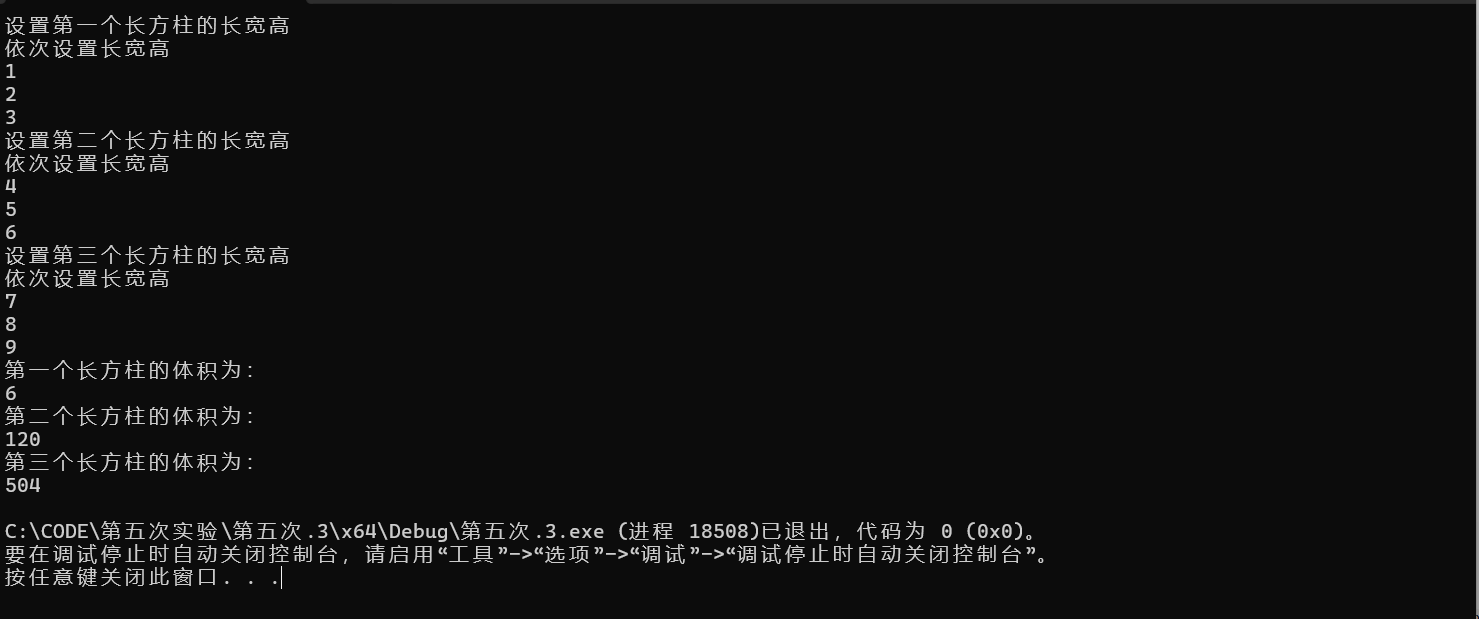 设置第一个长方柱的长宽高
依次设置长宽高
1
2
3
设置第二个长方柱的长宽高
依次设置长宽高
4
5
6
设置第三个长方柱的长宽高
依次设置长宽高
7
8
9
第一个长方柱的体积为:
6
第二个长方柱的体积为:
120
第三个长方柱的体积为:
504
C:\CODE\第五次实验\第五次.3\x64\Debug\第五次.3.exe (进程 18508)已退出，代码为 0 (0x0)。
要在调试停止时自动关闭控制台，请启用“工具”->“选项”->“调试”->“调试停止时自动关闭控制台”。
按任意键关闭此窗口. . .